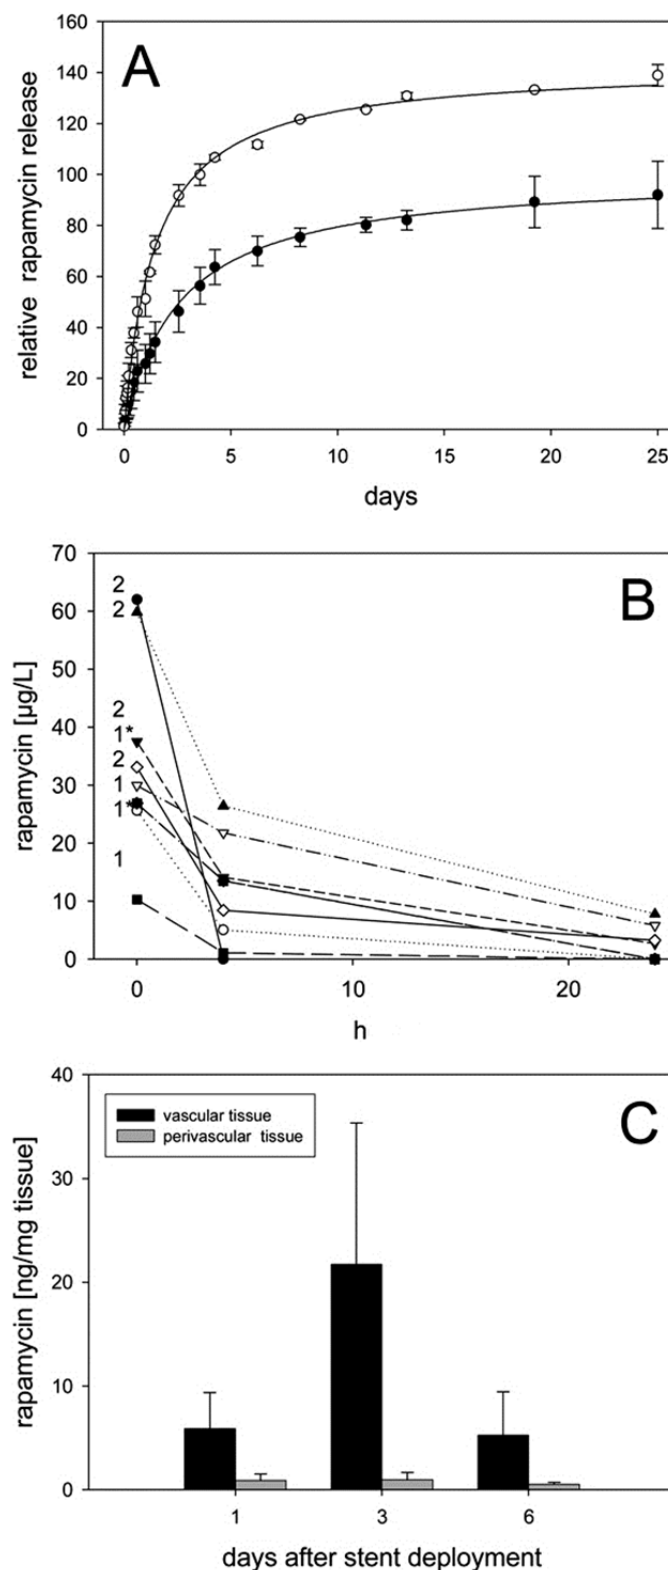 A
relative rapamycin release
160
140
120
100
80
60
40
20
0
0 5 10 15 20 25
days
B
rapamycin [µg/L]
70
60
50
40
30
20
10
0
2
2
2
1*
2
1
1*
1
0 10 20
h
C
rapamycin [ng/mg tissue]
40
30
20
10
0
vascular tissue
perivascular tissue
1 3 6
days after stent deployment